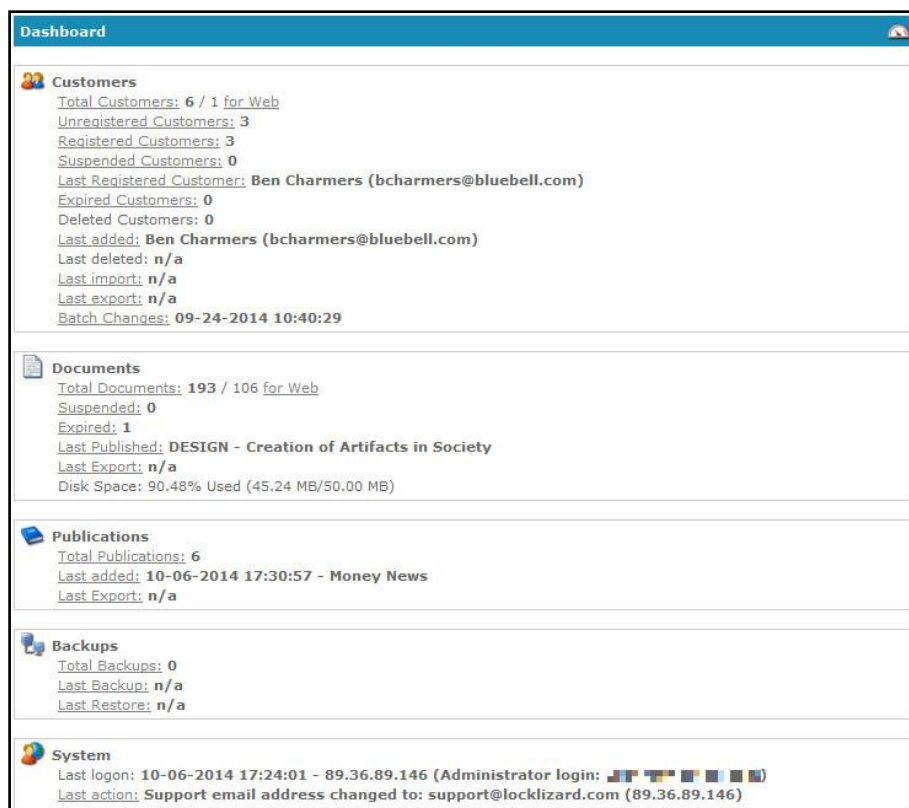 Dashboard
Customers
Total Customers: 6 / 1 for Web
Unregistered Customers: 3
Registered Customers: 3
Suspended Customers: 0
Last Registered Customer: Ben Charmers (bcharmers@bluebell.com)
Expired Customers: 0
Deleted Customers: 0
Last added: Ben Charmers (bcharmers@bluebell.com)
Last deleted: n/a
Last import: n/a
Last export: n/a
Batch Changes: 09-24-2014 10:40:29
Documents
Total Documents: 193 / 106 for Web
Suspended: 0
Expired: 1
Last Published: DESIGN - Creation of Artifacts in Society
Last Export: n/a
Disk Space: 90.48% Used (45.24 MB/50.00 MB)
Publications
Total Publications: 6
Last added: 10-06-2014 17:30:57 - Money News
Last Export: n/a
Backups
Total Backups: 0
Last Backup: n/a
Last Restore: n/a
System
Last logon: 10-06-2014 17:24:01 - 89.36.89.146 (Administrator login: )
Last action: Support email address changed to: support@locklizard.com (89.36.89.146)